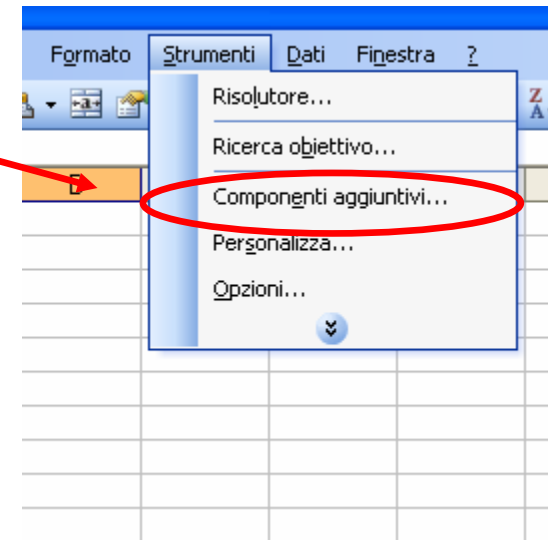 Formato Strumenti Dati Finestra ?
Risolutore...
Ricerca obiettivo...
Componenti aggiuntivi...
Personalizza...
Opzioni...